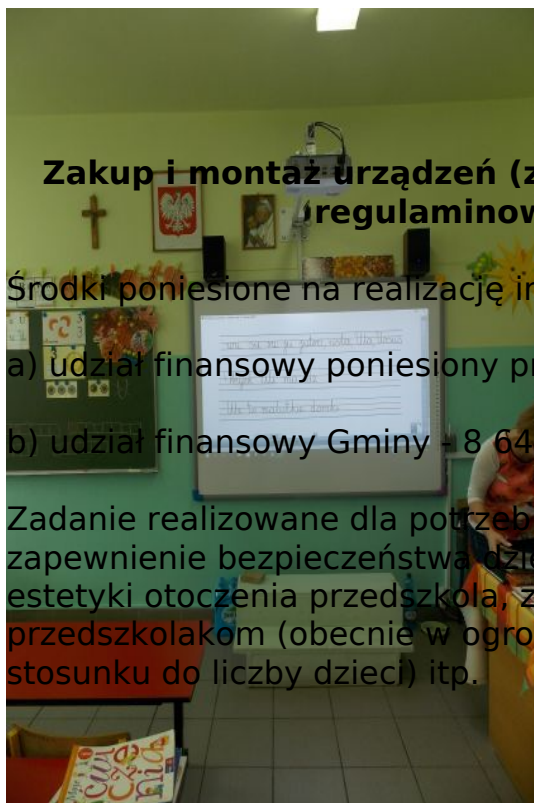 Zakup i montaż urządzeń (z
regulaminow
Środki poniesione na realizację in
a) udział finansowy poniesiony pr
b) udział finansowy Gminy - 8 64
Zadanie realizowane dla potrzeb
zapewnienie bezpieczeństwa dzie
estetyki otoczenia przedszkola, z
przedszkolakom (obecnie w ogro
stosunku do liczby dzieci) itp.